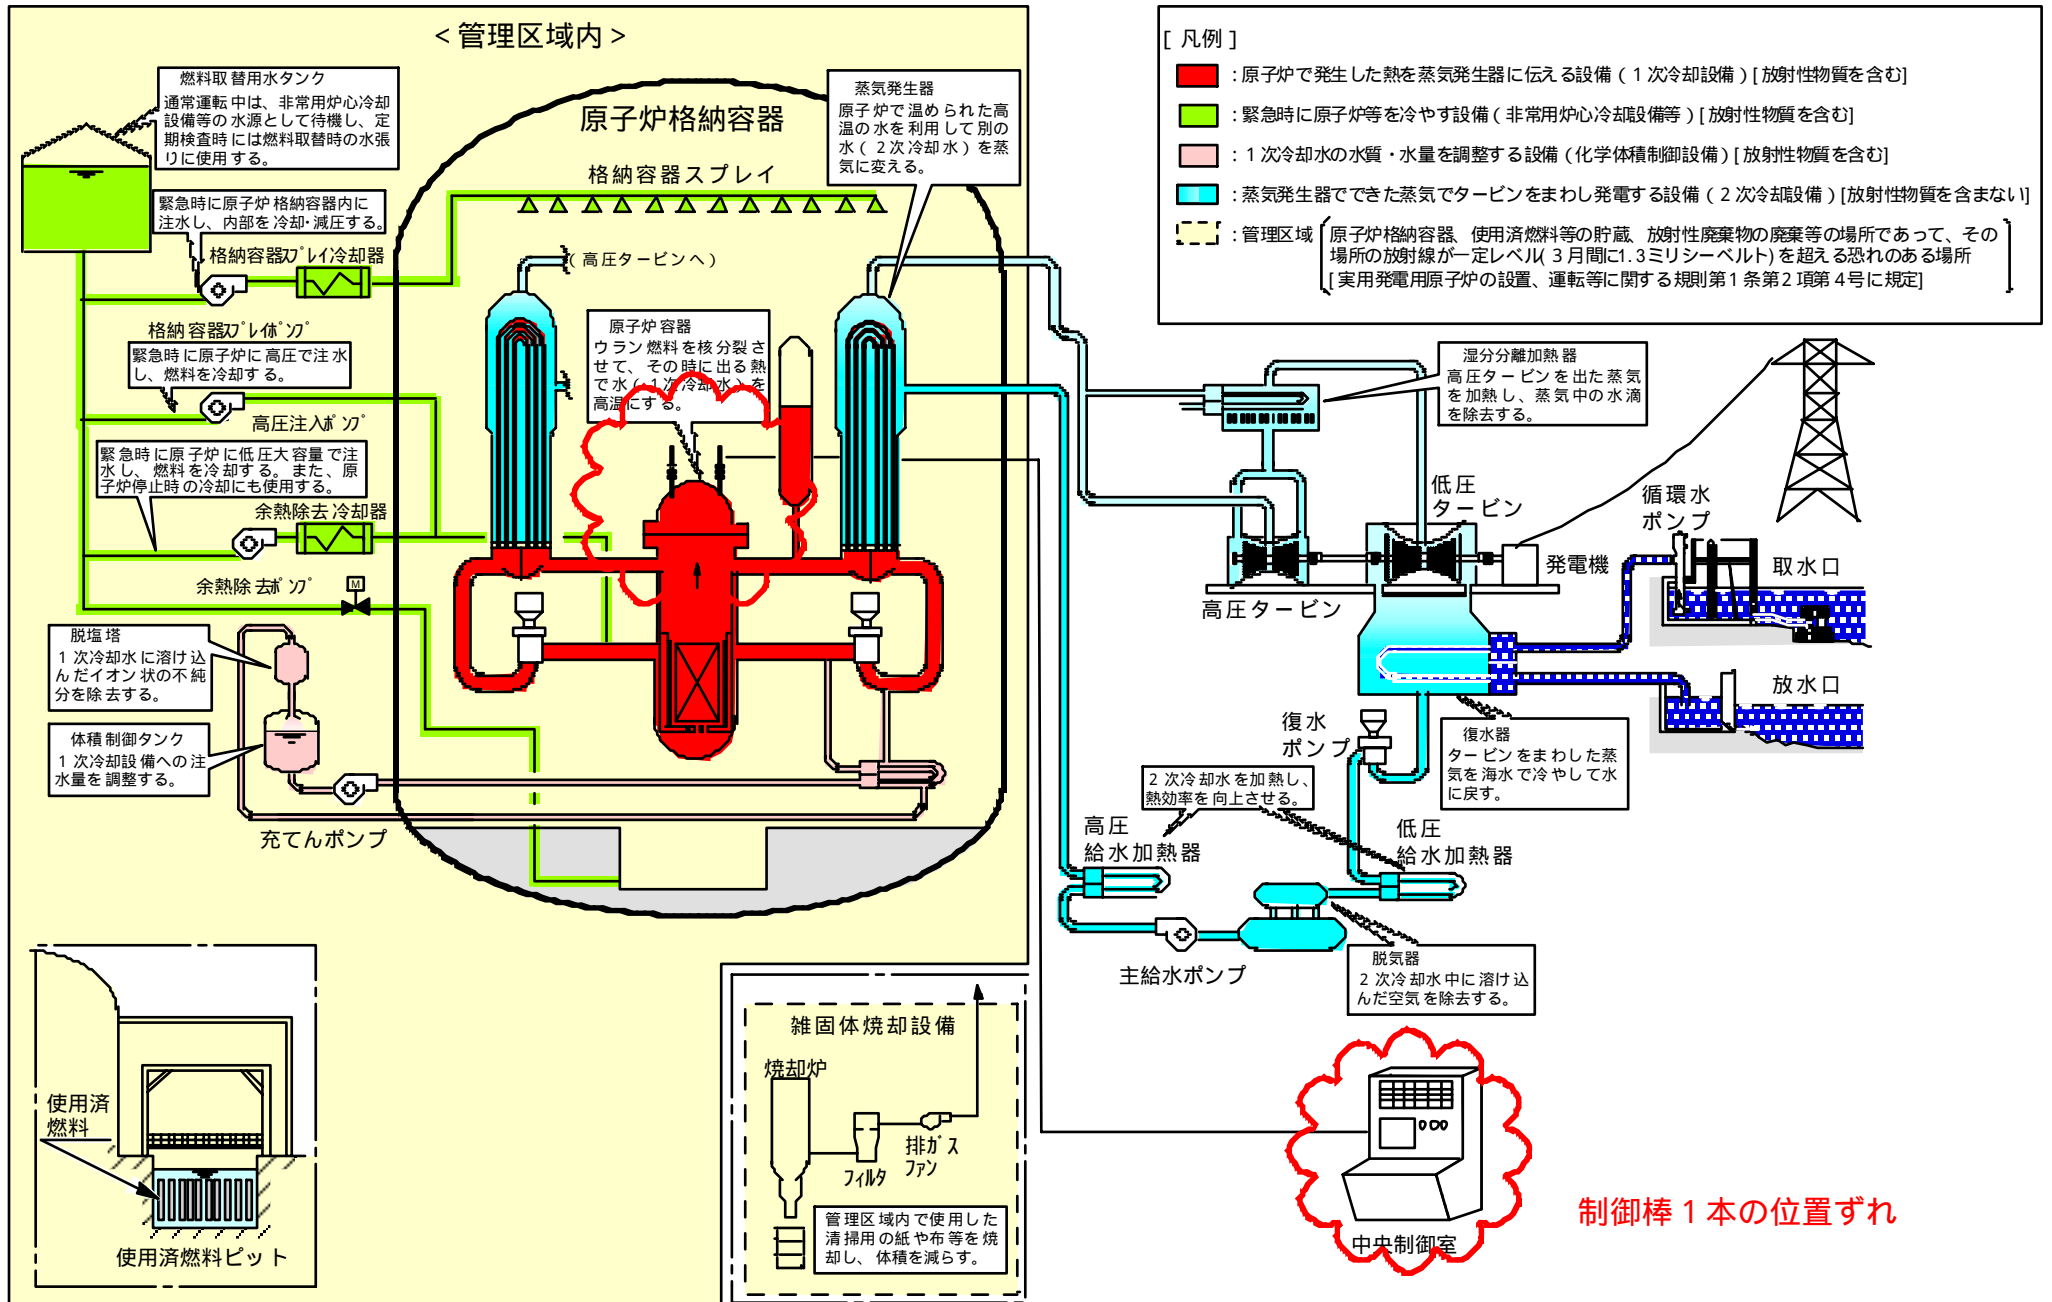 ＜管理区域内＞
燃料取替用水タンク
通常運転中は、非常用炉心冷却
設備等の水源として待機し、定
期検査時には燃料取替時の水張
りに使用する。
緊急時に原子炉格納容器内に
注水し、内部を冷却・減圧する。
格納容器ｽﾌﾟﾚｲ冷却器
格納容器ｽﾌﾟﾚｲﾎﾟﾝﾌﾟ
緊急時に原子炉に高圧で注水
し、燃料を冷却する。
高圧注入ﾎﾟﾝﾌﾟ
緊急時に原子炉に低圧大容量で注
水し、燃料を冷却する。また、原
子炉停止時の冷却にも使用する。
余熱除去冷却器
余熱除去ﾎﾟﾝﾌﾟ
M
脱塩塔
１次冷却水に溶け込
んだイオン状の不純
分を除去する。
体積制御タンク
１次冷却設備への注
水量を調整する。
充てんポンプ
原子炉格納容器
格納容器スプレイ
蒸気発生器
原子炉で温められた高
温の水を利用して別の
水（２次冷却水）を蒸
気に変える。
（高圧タービンへ）
原子炉容器
ウラン燃料を核分裂さ
せて、その時に出る熱
で水（１次冷却水）を
高温にする。
[ 凡例 ]
：原子炉で発生した熱を蒸気発生器に伝える設備（１次冷却設備）[放射性物質を含む]
：緊急時に原子炉等を冷やす設備（非常用炉心冷却設備等）[放射性物質を含む]
：１次冷却水の水質・水量を調整する設備（化学体積制御設備）[放射性物質を含む]
：蒸気発生器でできた蒸気でタービンをまわし発電する設備（２次冷却設備）[放射性物質を含まない]
：管理区域
原子炉格納容器、使用済燃料等の貯蔵、放射性廃棄物の廃棄等の場所であって、その
場所の放射線が一定レベル(３月間に1.3ミリシーベルト)を超える恐れのある場所
[実用発電用原子炉の設置、運転等に関する規則第1条第2項第4号に規定]
湿分分離加熱器
高圧タービンを出た蒸気
を加熱し、蒸気中の水滴
を除去する。
低圧
タービン
高圧タービン
発電機
循環水
ポンプ
取水口
放水口
復水
ポンプ
復水器
タービンをまわした蒸
気を海水で冷やして水
に戻す。
２次冷却水を加熱し、
熱効率を向上させる。
高圧
給水加熱器
低圧
給水加熱器
主給水ポンプ
脱気器
２次冷却水中に溶け込
んだ空気を除去する。
使用済
燃料
使用済燃料ピット
雑固体焼却設備
焼却炉
フィルタ
排ガス
ファン
管理区域内で使用した
清掃用の紙や布等を焼
却し、体積を減らす。
中央制御室
制御棒１本の位置ずれ